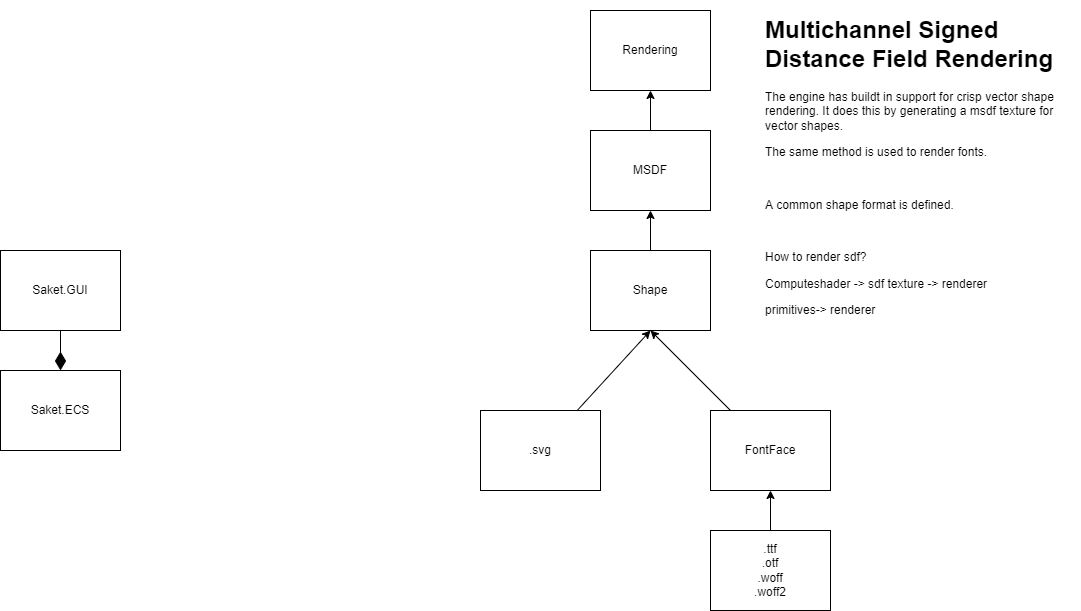 Rendering
Multichannel Signed
Distance Field Rendering
The engine has buildt in support for crisp vector shape
rendering. It does this by generating a msdf texture for
vector shapes.
The same method is used to render fonts.
MSDF
A common shape format is defined.
How to render sdf?
Computeshader -> sdf texture -> renderer
primitives-> renderer
Saket.GUI
Shape
Saket.ECS
.svg
FontFace
.ttf
.otf
.woff
.woff2